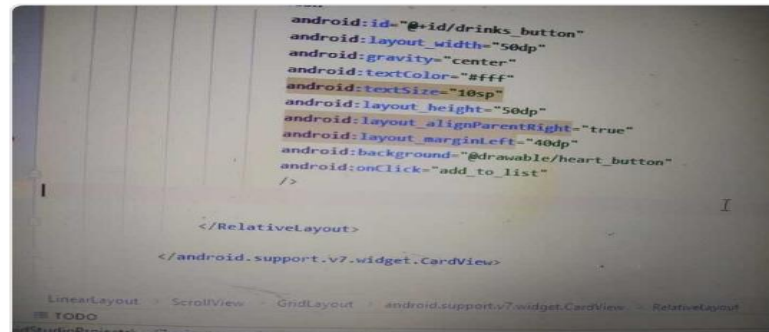 android:id="@+id/drinks_button"
android:layout_width="50dp"
android:gravity="center"
android:textColor="#fff"
android:textSize="10sp"
android:layout_height="50dp"
android:layout_alignParentRight="true"
android:layout_marginLeft="40dp"
android:background="@drawable/heart_button"
android:onClick="add_to_list"
/>
</RelativeLayout>
</android.support.v7.widget.CardView>
LinearLayout > ScrollView > GridLayout > android.support.v7.widget.CardView > RelativeLayout
TODO